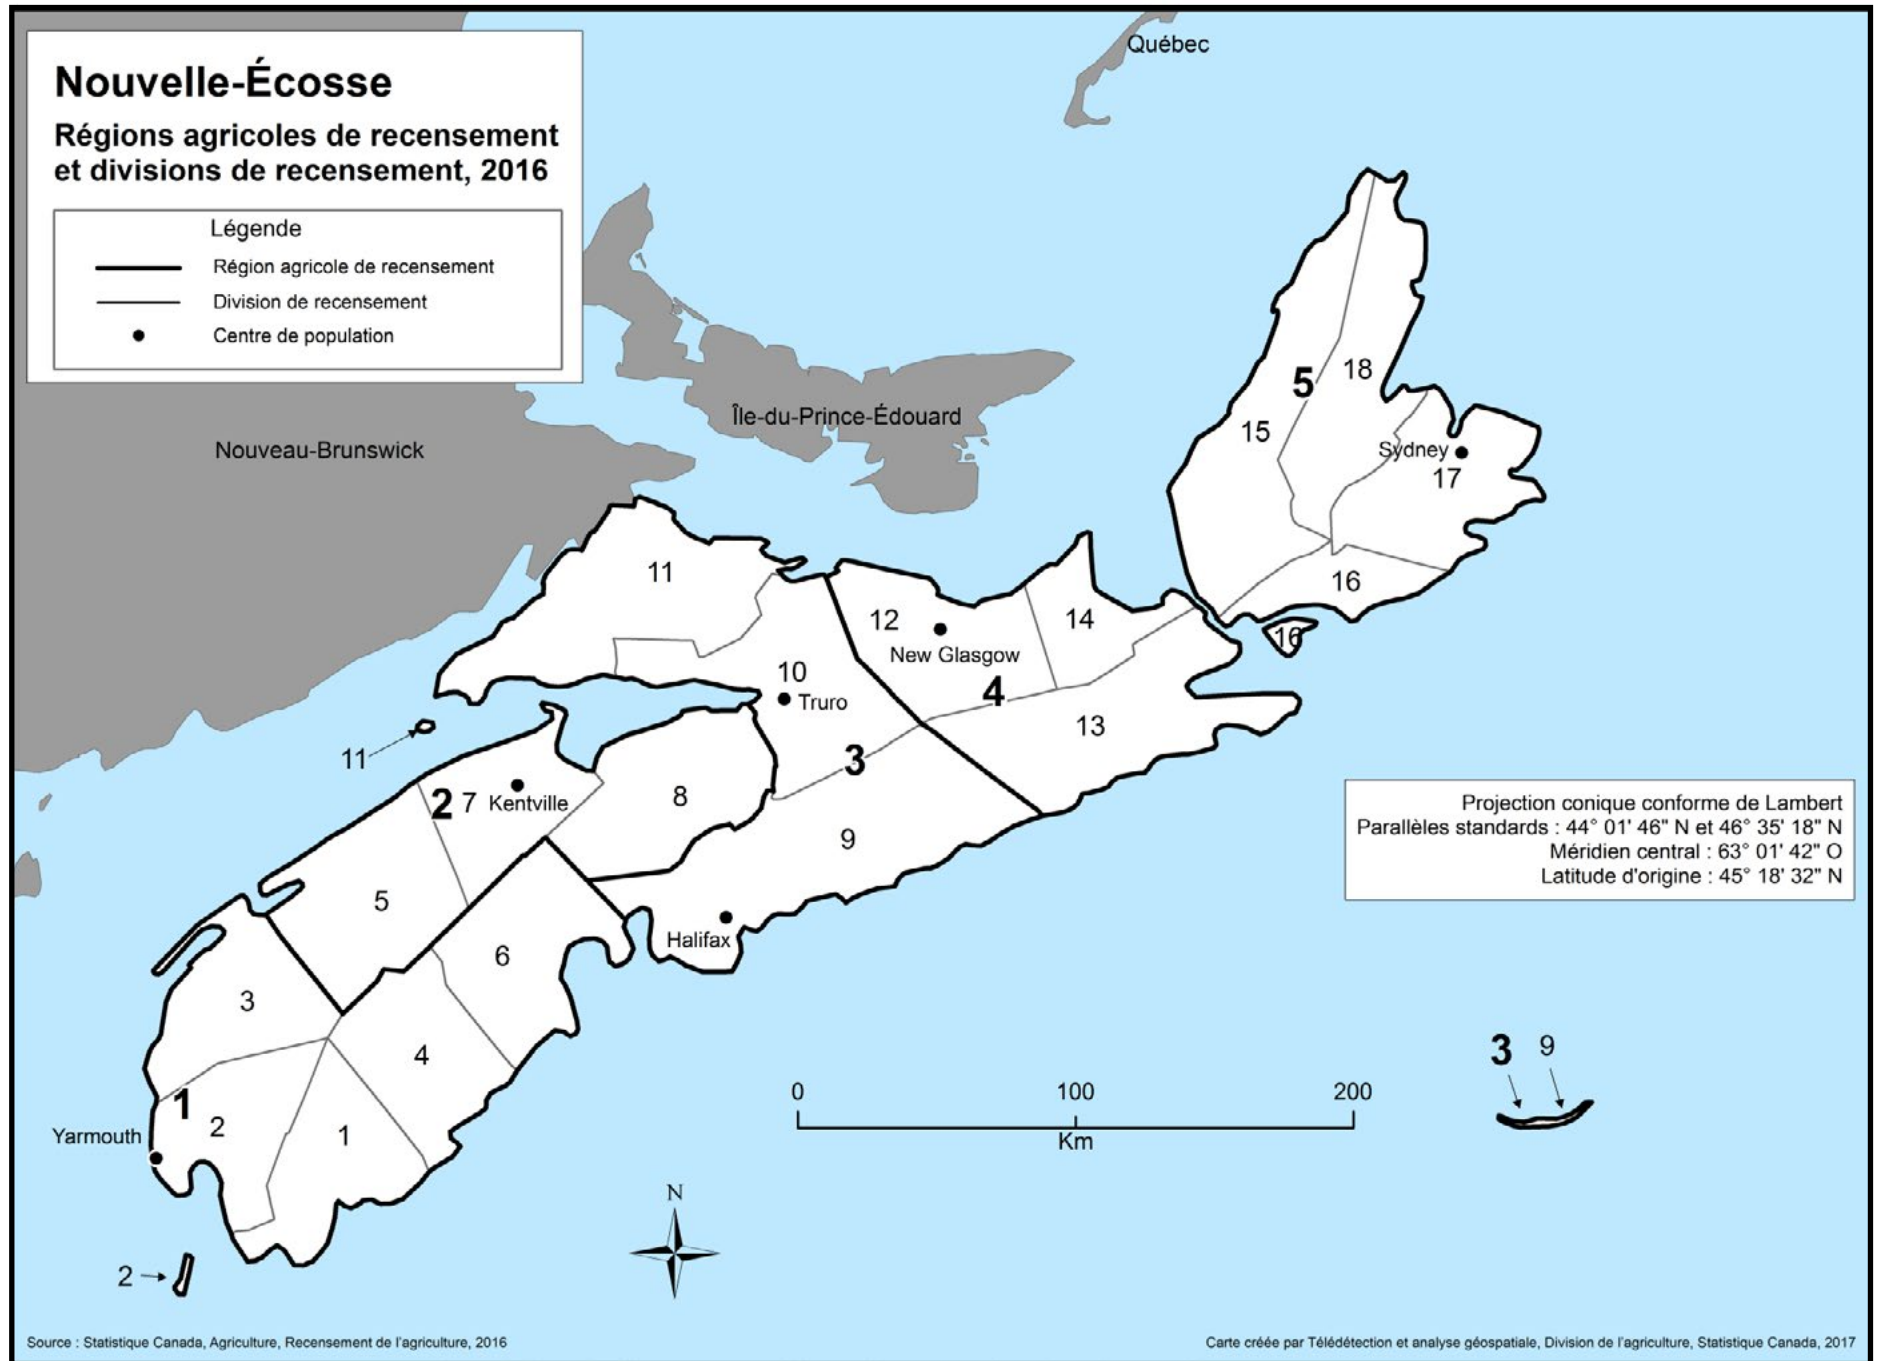 Nouvelle-Écosse
Régions agricoles de recensement
et divisions de recensement, 2016
Légende
Région agricole de recensement
Division de recensement
Centre de population
Québec
Nouveau-Brunswick
Île-du-Prince-Édouard
18
5
15
Sydney
17
16
16
11
12
14
New Glasgow
10
Truro
4
13
11
3
2 7 Kentville
8
9
5
6
Halifax
3
4
1
2
1
Yarmouth
2
Projection conique conforme de Lambert
Parallèles standards : 44° 01' 46" N et 46° 35' 18" N
Méridien central : 63° 01' 42" O
Latitude d'origine : 45° 18' 32" N
3 9
0 100 200
Km
N
Source : Statistique Canada, Agriculture, Recensement de l'agriculture, 2016
Carte créée par Télédétection et analyse géospatiale, Division de l'agriculture, Statistique Canada, 2017